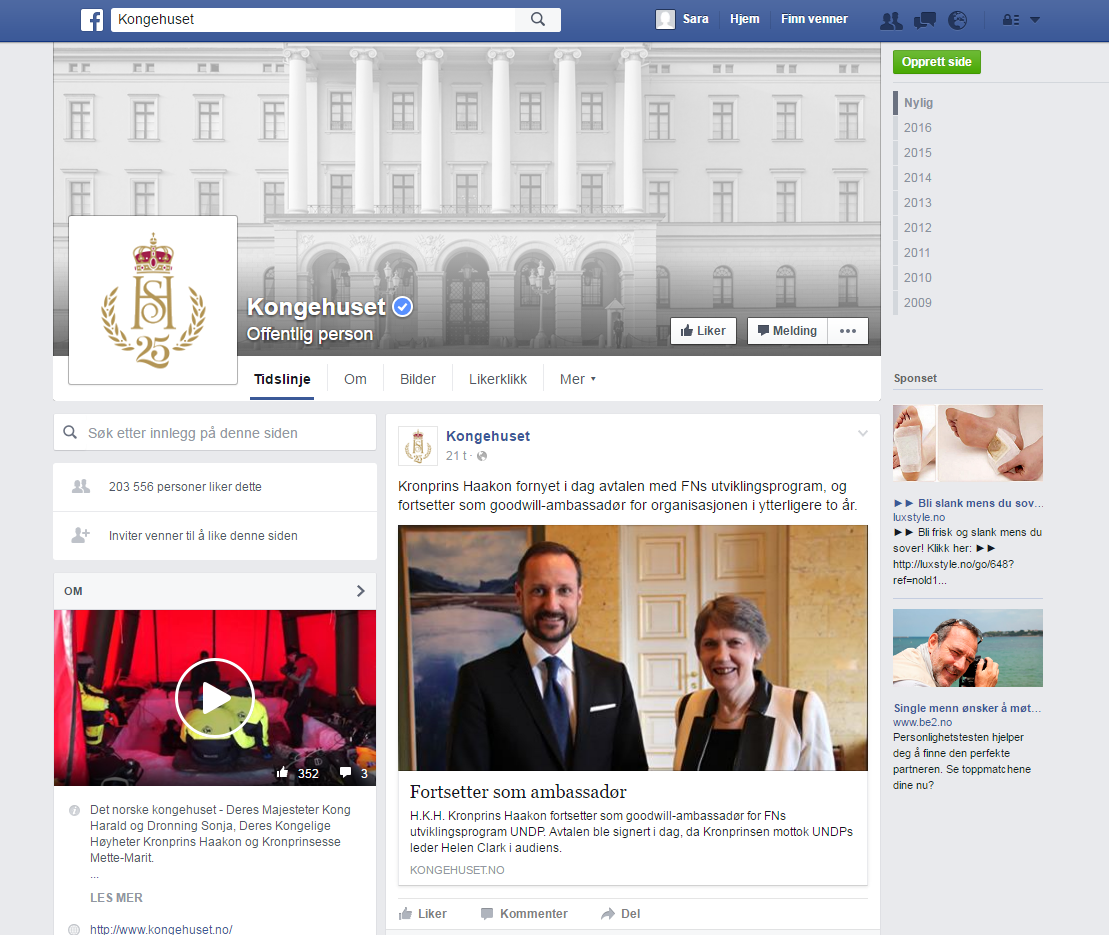 Kongehuset
Sara
Hjem
Finn venner
Opprett side
Nylig
2016
2015
2014
2013
2012
2011
2010
2009
HS
25
Kongehuset
Offentlig person
Liker
Melding
Tidslinje
Om
Bilder
Likerklikk
Mer
Søk etter innlegg på denne siden
203 556 personer liker dette
Inviter venner til å like denne siden
OM
352
3
Det norske kongehuset - Deres Majesteter Kong
Harald og Dronning Sonja, Deres Kongelige
Høyheter Kronprins Haakon og Kronprinsesse
Mette-Marit.
...
LES MER
http://www.kongehuset.no/
Kongehuset
21 t ·
Kronprins Haakon fornyet i dag avtalen med FNs utviklingsprogram, og
fortsetter som goodwill-ambassadør for organisasjonen i ytterligere to år.
Fortsetter som ambassadør
H.K.H. Kronprins Haakon fortsetter som goodwill-ambassadør for FNs
utviklingsprogram UNDP. Avtalen ble signert i dag, da Kronprinsen mottok UNDPs
leder Helen Clark i audiens.
KONGEHUSET.NO
Liker
Kommenter
Del
Sponset
►► Bli slank mens du sov...
luxstyle.no
►► Bli frisk og slank mens du
sover! Klikk her: ►►
http://luxstyle.no/go/648?
ref=nold1...
Single menn ønsker å møt...
www.be2.no
Personlighetstesten hjelper
deg å finne den perfekte
partneren. Se toppmatchene
dine nu?